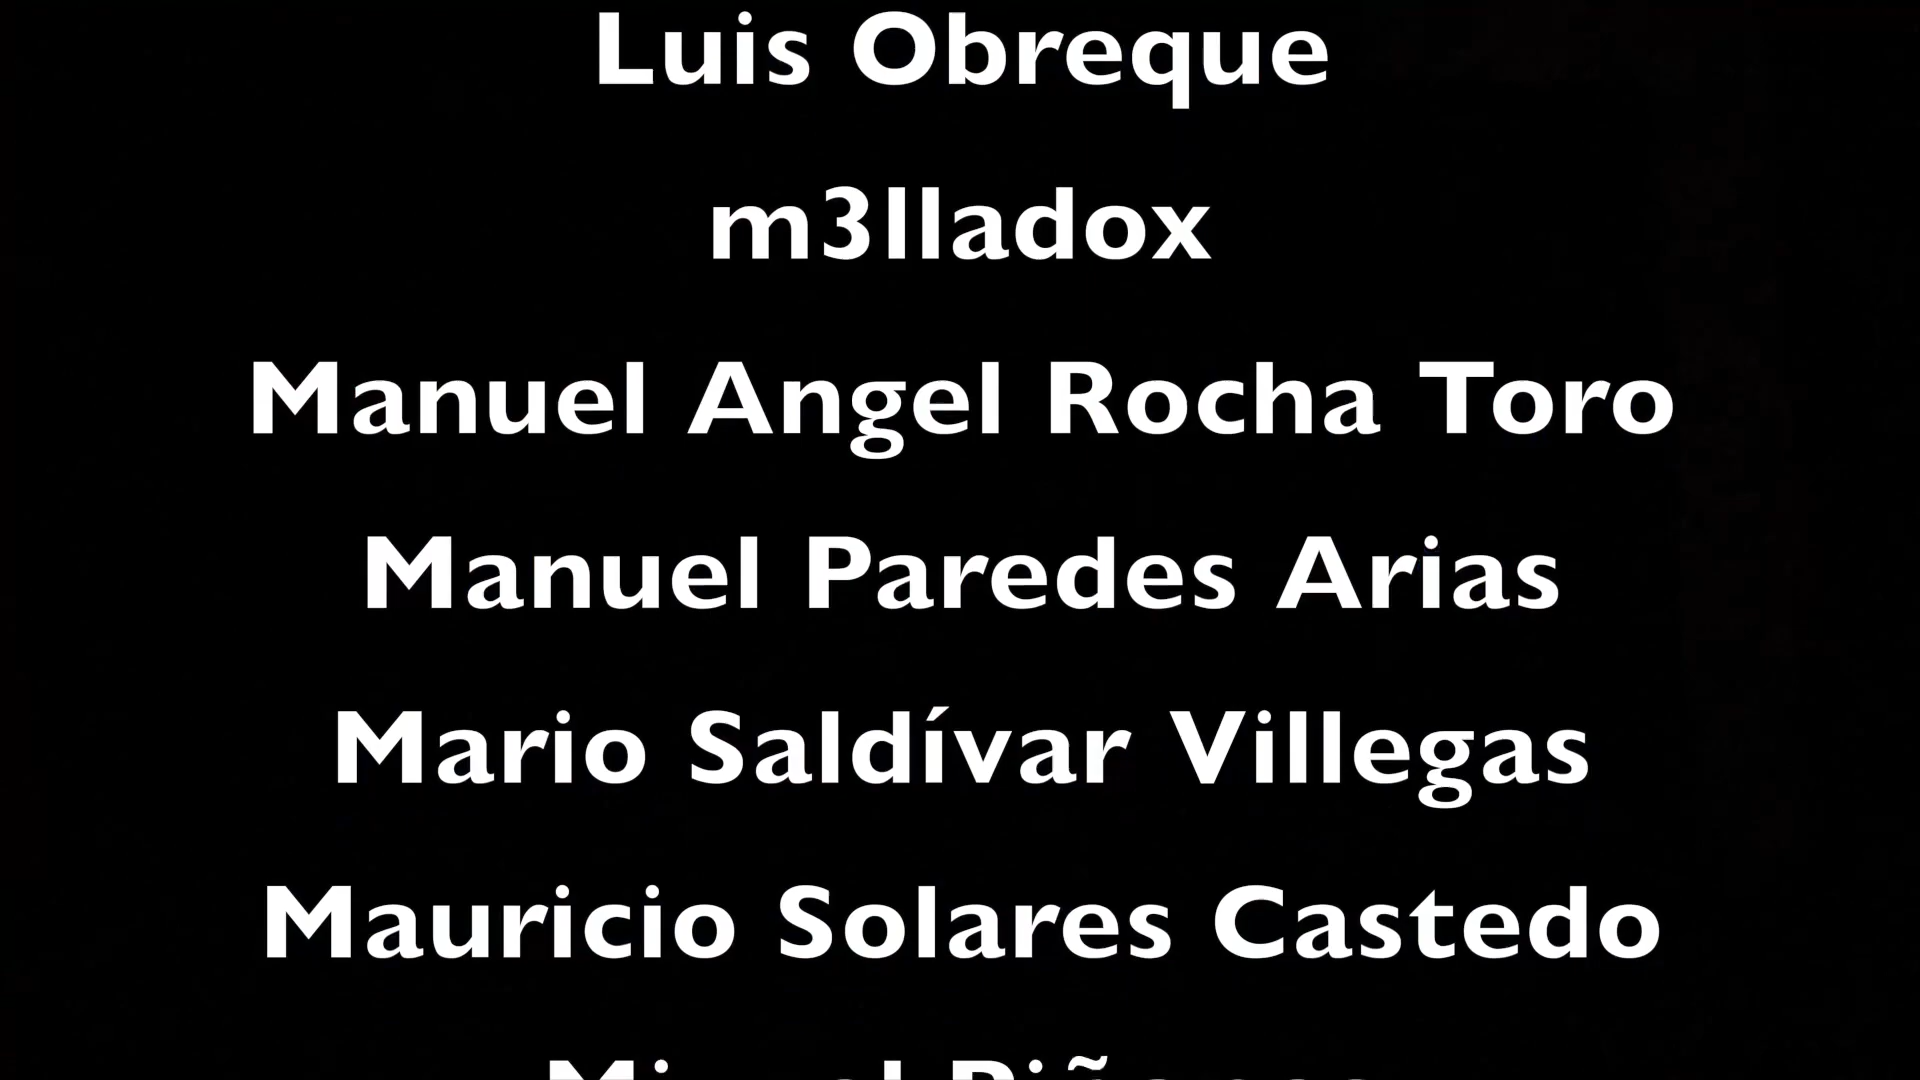 Luis Obreque
m3lladox
Manuel Angel Rocha Toro
Manuel Paredes Arias
Mario Saldívar Villegas
Mauricio Solares Castedo